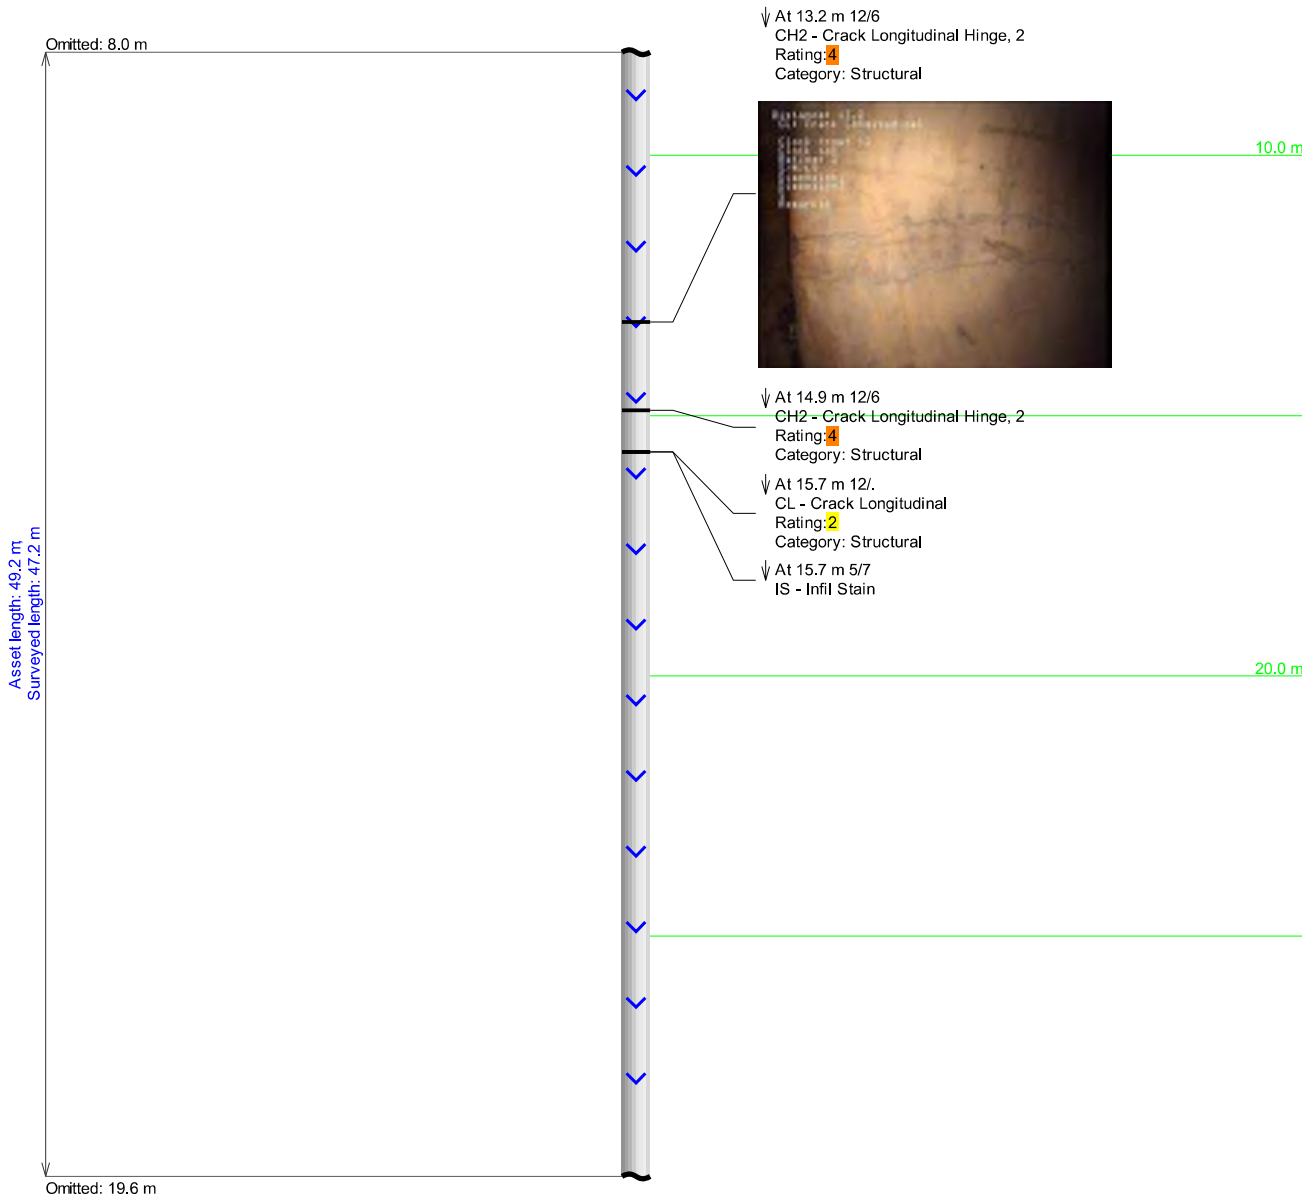 Omitted: 8.0 m
At 13.2 m 12/6
CH2 - Crack Longitudinal Hinge, 2
Rating:4
Category: Structural
10.0 m
At 14.9 m 12/6
CH2 - Crack Longitudinal Hinge, 2
Rating:4
Category: Structural
At 15.7 m 12/.
CL - Crack Longitudinal
Rating:2
Category: Structural
At 15.7 m 5/7
IS - Infil Stain
Asset length: 49.2 m
Surveyed length: 47.2 m
20.0 m
Omitted: 19.6 m